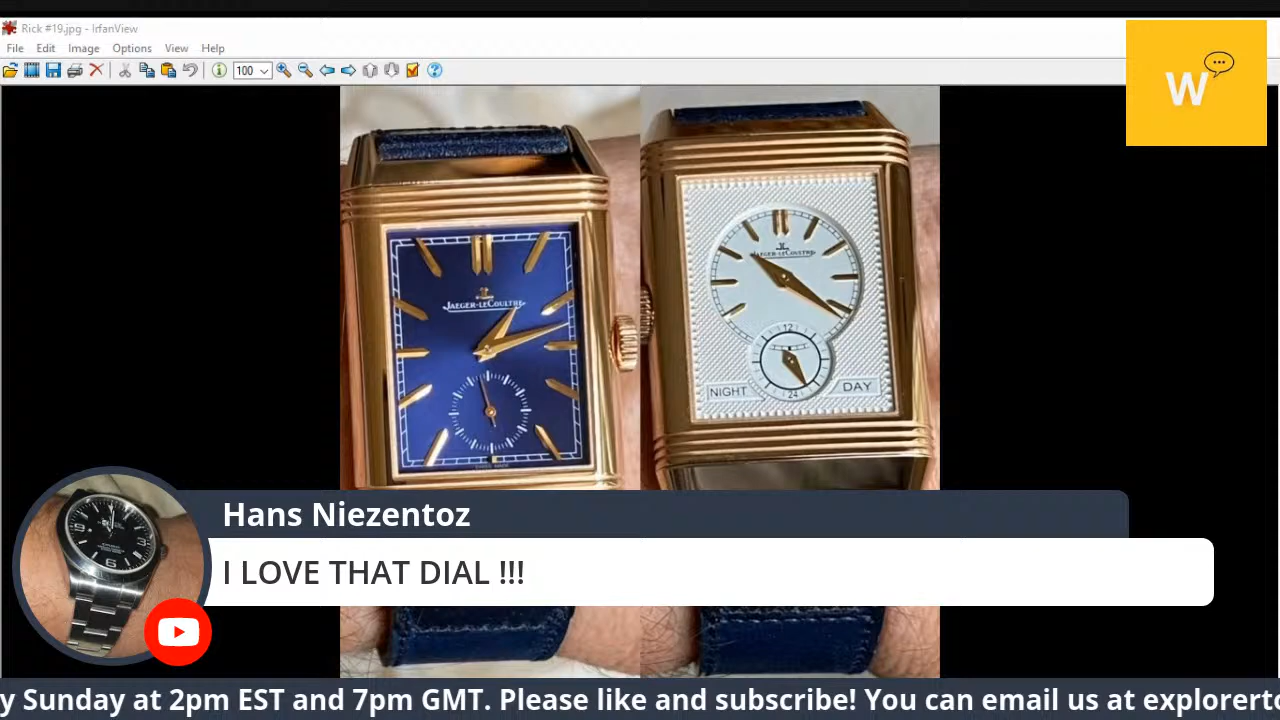 Rick #19.jpg - IrfanView
File Edit Image Options View Help
100
W
JAEGER-LECOULTRE
JAEGER-LECOULTRE
12
24
NIGHT
DAY
Hans Niezentoz
I LOVE THAT DIAL !!!
y Sunday at 2pm EST and 7pm GMT. Please like and subscribe! You can email us at explorerto